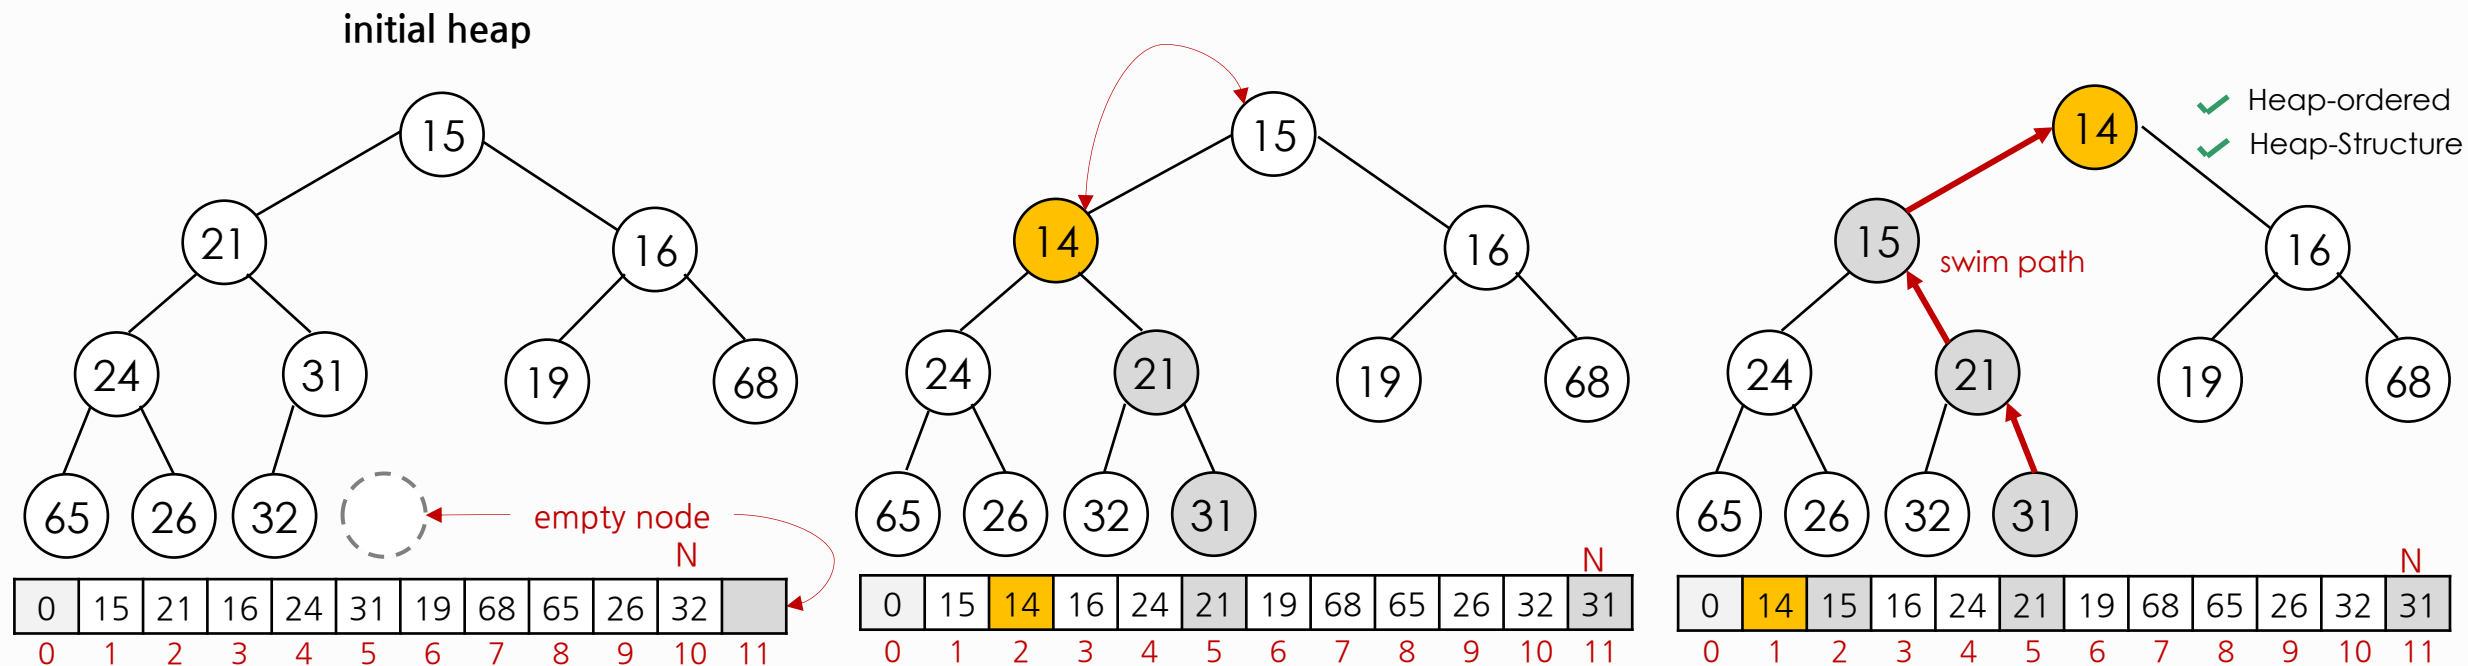 initial heap
15
21
16
24
31
19
68
65
26
32
empty node
N
0 15 21 16 24 31 19 68 65 26 32
0 1 2 3 4 5 6 7 8 9 10 11
15
14
16
24
21
19
68
65
26
32
31
N
0 15 14 16 24 21 19 68 65 26 32 31
0 1 2 3 4 5 6 7 8 9 10 11
14
Heap-ordered
Heap-Structure
15
swim path
16
24
21
19
68
65
26
32
31
N
0 14 15 16 24 21 19 68 65 26 32 31
0 1 2 3 4 5 6 7 8 9 10 11